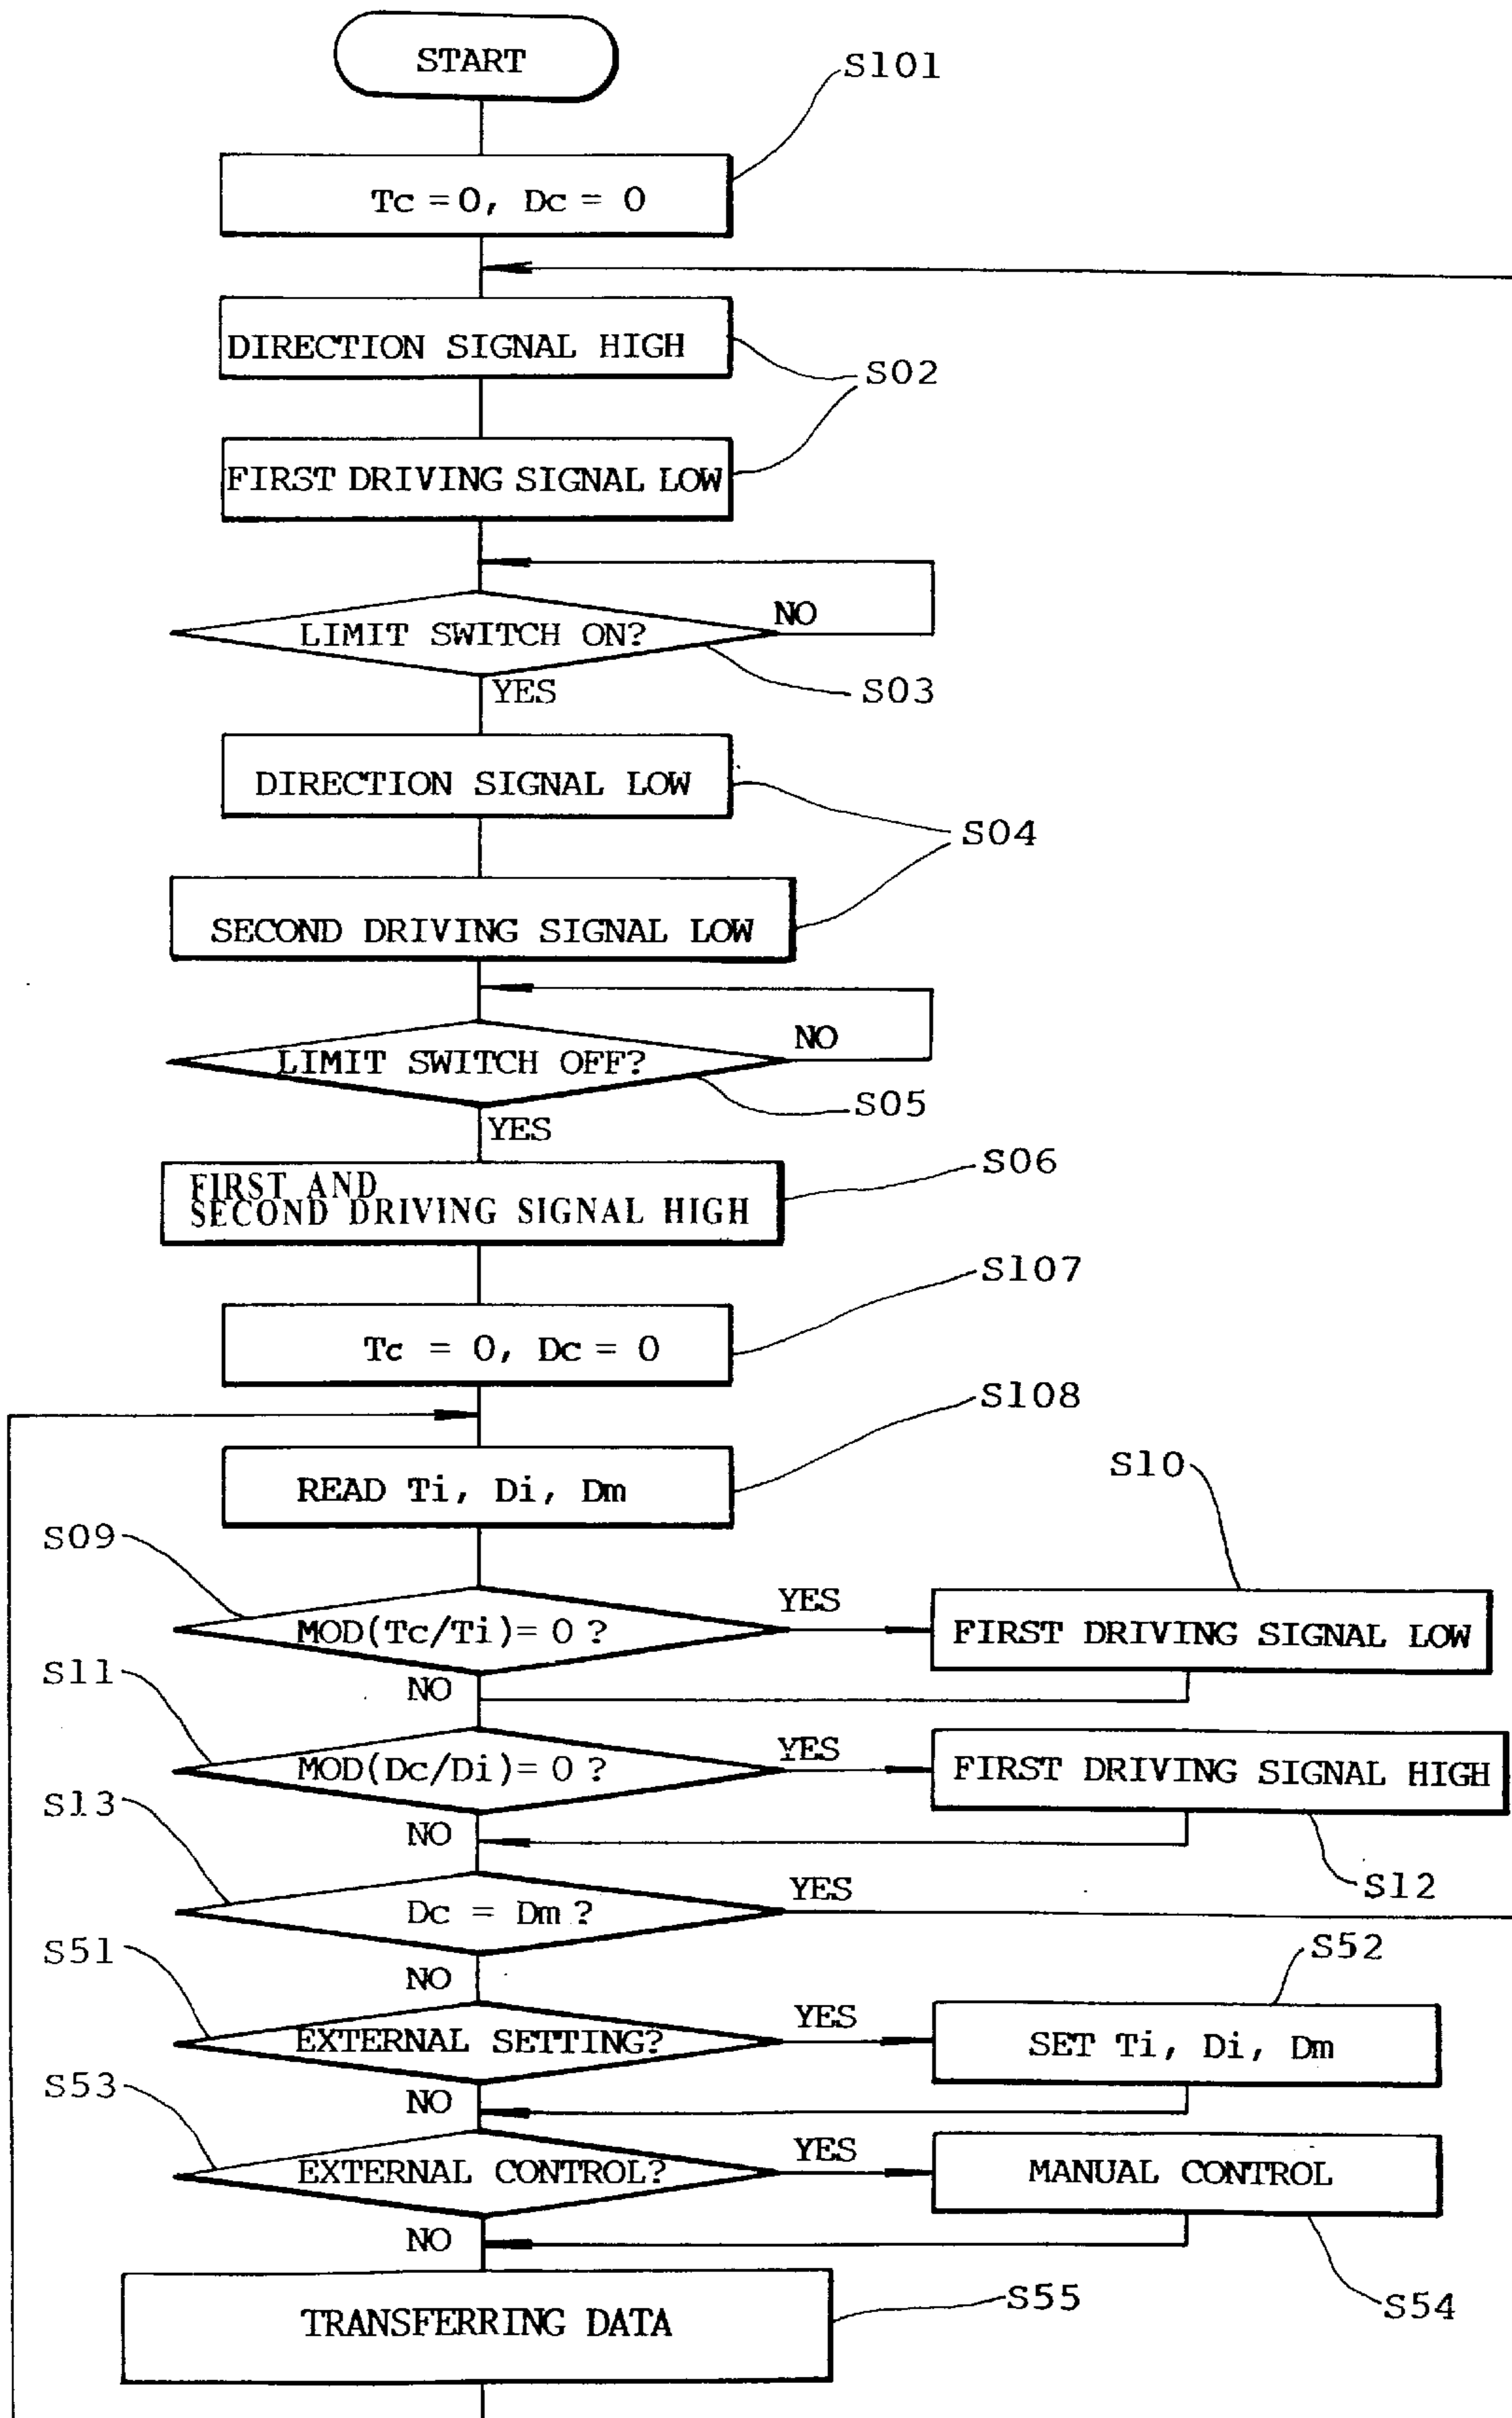 START
S101
Tc = 0, Dc = 0
DIRECTION SIGNAL HIGH
S02
FIRST DRIVING SIGNAL LOW
LIMIT SWITCH ON?
NO
S03
YES
DIRECTION SIGNAL LOW
S04
SECOND DRIVING SIGNAL LOW
LIMIT SWITCH OFF?
NO
S05
YES
FIRST AND
SECOND DRIVING SIGNAL HIGH
S06
S107
Tc = 0, Dc = 0
S108
READ Ti, Di, Dm
S10
S09
MOD(Tc/Ti)= 0 ?
YES
FIRST DRIVING SIGNAL LOW
S11
NO
MOD(Dc/Di)= 0 ?
YES
FIRST DRIVING SIGNAL HIGH
S13
NO
S12
Dc = Dm ?
YES
S51
NO
S52
EXTERNAL SETTING?
YES
SET Ti, Di, Dm
S53
NO
EXTERNAL CONTROL?
YES
MANUAL CONTROL
NO
S54
TRANSFERRING DATA
S55